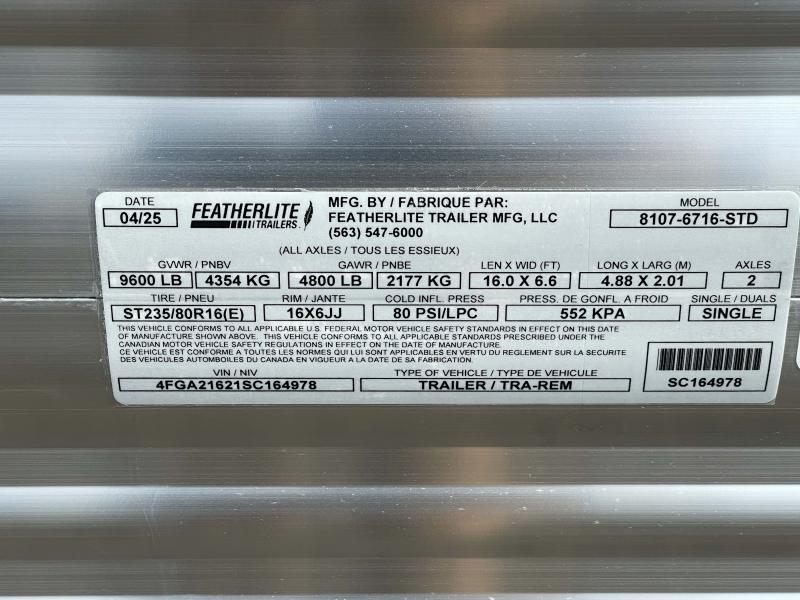 DATE
04/25
FEATHERLITE
TRAILERS
MFG. BY / FABRIQUE PAR:
FEATHERLITE TRAILER MFG, LLC
(563) 547-6000
MODEL
8107-6716-STD
(ALL AXLES / TOUS LES ESSIEUX)
GVWR / PNBV GAWR / PNBE LEN X WID (FT) LONG X LARG (M) AXLES
9600 LB 4354 KG 4800 LB 2177 KG 16.0 X 6.6 4.88 X 2.01 2
TIRE / PNEU RIM / JANTE COLD INFL. PRESS PRESS. DE GONFL. A FROID SINGLE / DUALS
ST235/80R16(E) 16X6JJ 80 PSI/LPC 552 KPA SINGLE
THIS VEHICLE CONFORMS TO ALL APPLICABLE U.S. FEDERAL MOTOR VEHICLE SAFETY STANDARDS IN EFFECT ON THIS DATE
OF MANUFACTURE SHOWN ABOVE. THIS VEHICLE CONFORMS TO ALL APPLICABLE STANDARDS PRESCRIBED UNDER THE
CANADIAN MOTOR VEHICLE SAFETY REGULATIONS IN EFFECT ON THE DATE OF MANUFACTURE.
CE VEHICULE EST CONFORME A TOUTES LES NORMES QUI LUI SONT APPLICABLES EN VERTU DU REGLEMENT SUR LA SECURITE
DES VEHICULES AUTOMBOILES DU CANADA EN VIGUEUR A LA DATE DE SA FABRICATION.
VIN / NIV TYPE OF VEHICLE / TYPE DE VEHICULE
4FGA21621SC164978 TRAILER / TRA-REM
SC164978